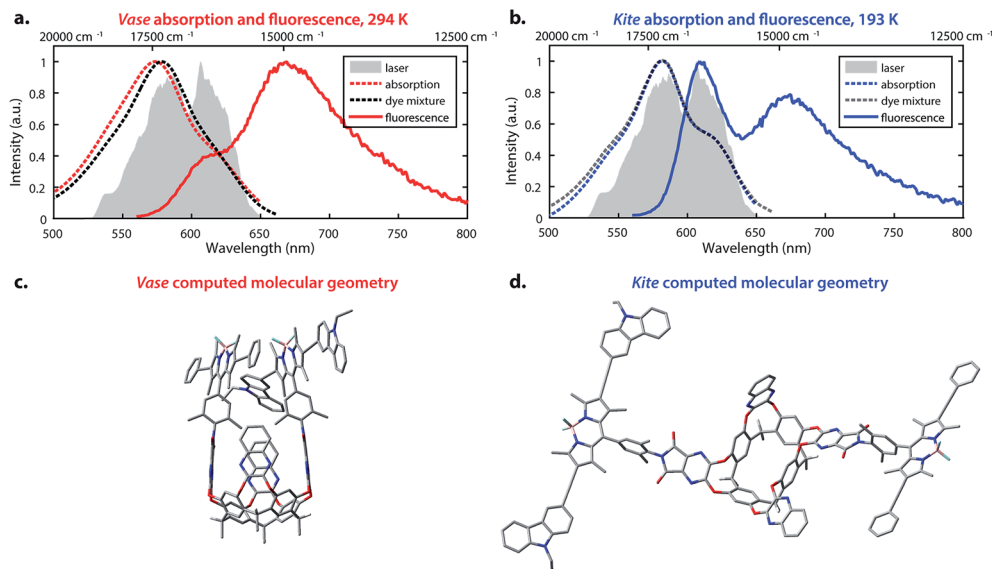 a.
Vase absorption and fluorescence, 294 K
20000 cm -1
17500 cm -1
15000 cm -1
12500 cm -1
1
0.8
0.6
0.4
0.2
0
Intensity (a.u.)
laser
absorption
dye mixture
fluorescence
500
550
600
650
700
750
800
Wavelength (nm)
b.
Kite absorption and fluorescence, 193 K
20000 cm -1
17500 cm -1
15000 cm -1
12500 cm -1
1
0.8
0.6
0.4
0.2
0
Intensity (a.u.)
laser
absorption
dye mixture
fluorescence
500
550
600
650
700
750
800
Wavelength (nm)
c.
Vase computed molecular geometry
d.
Kite computed molecular geometry